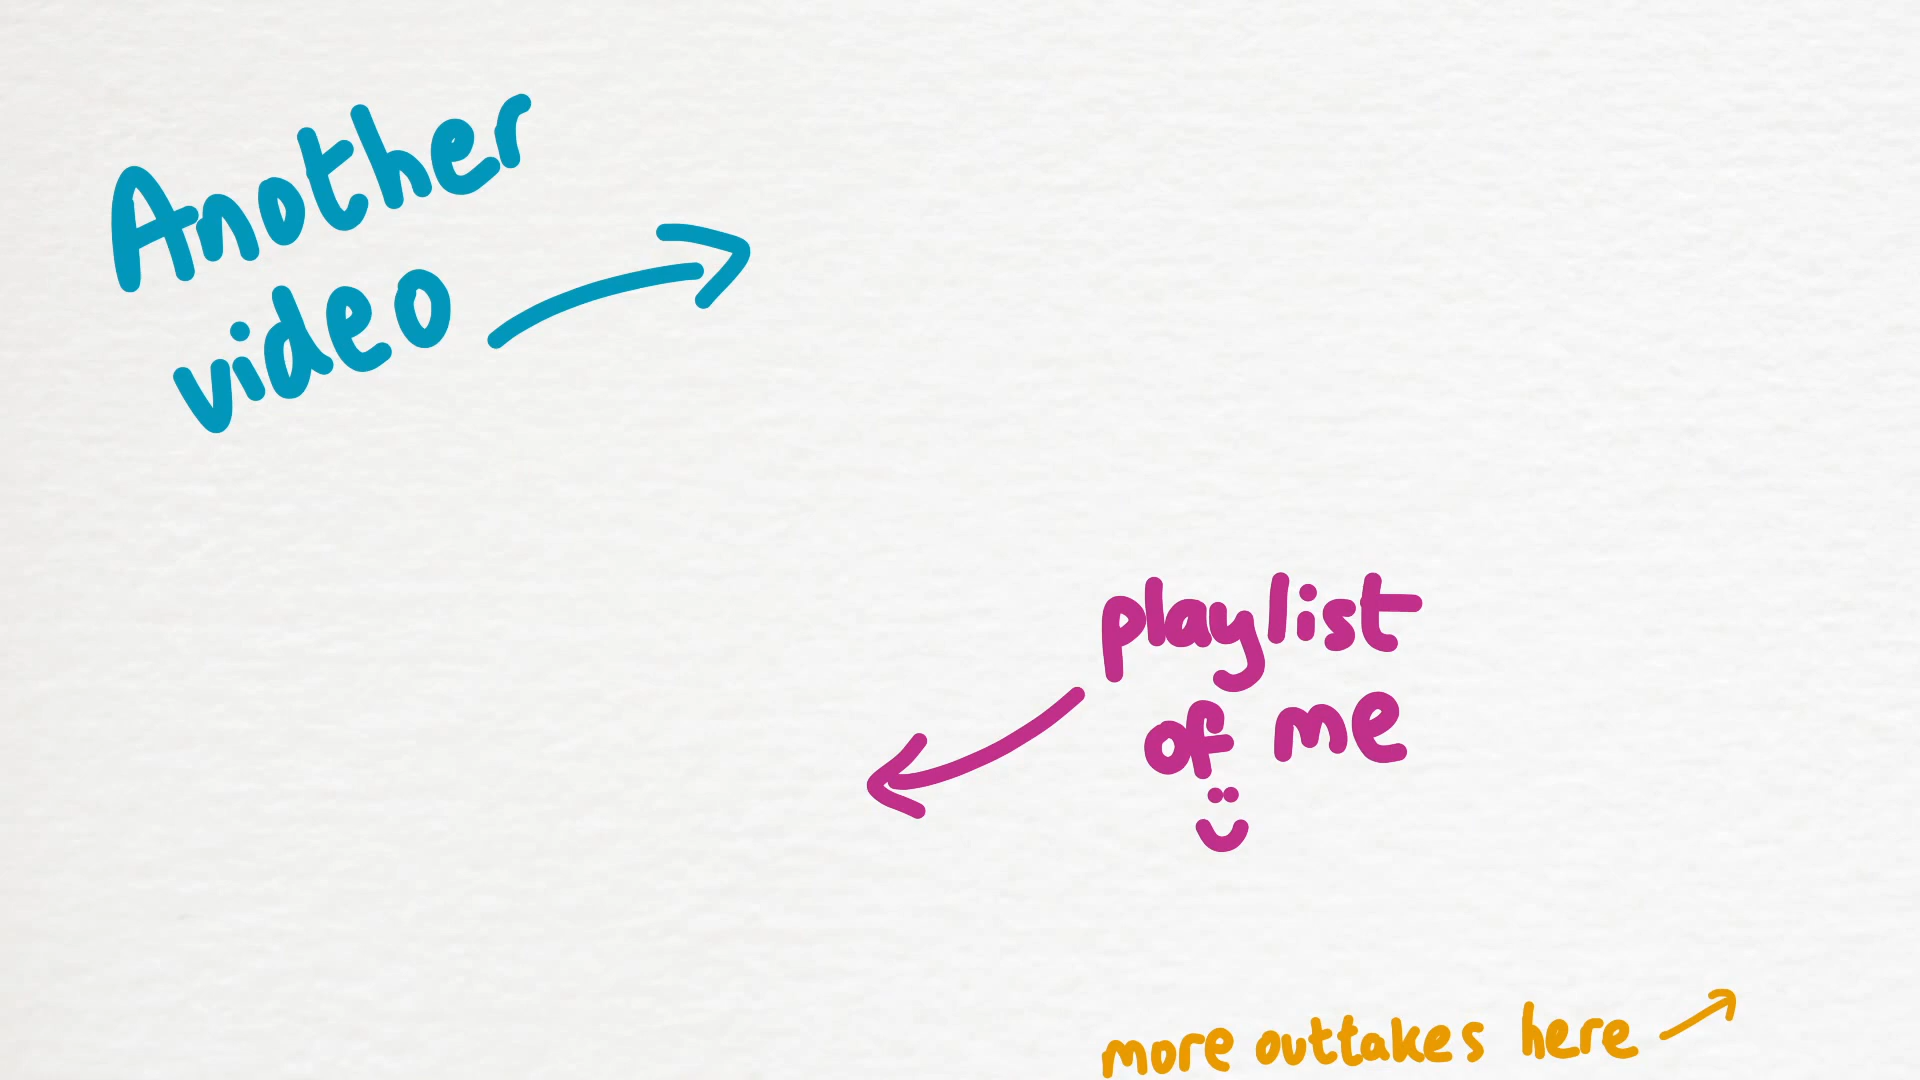 Another
video
playlist
of me
more outtakes here